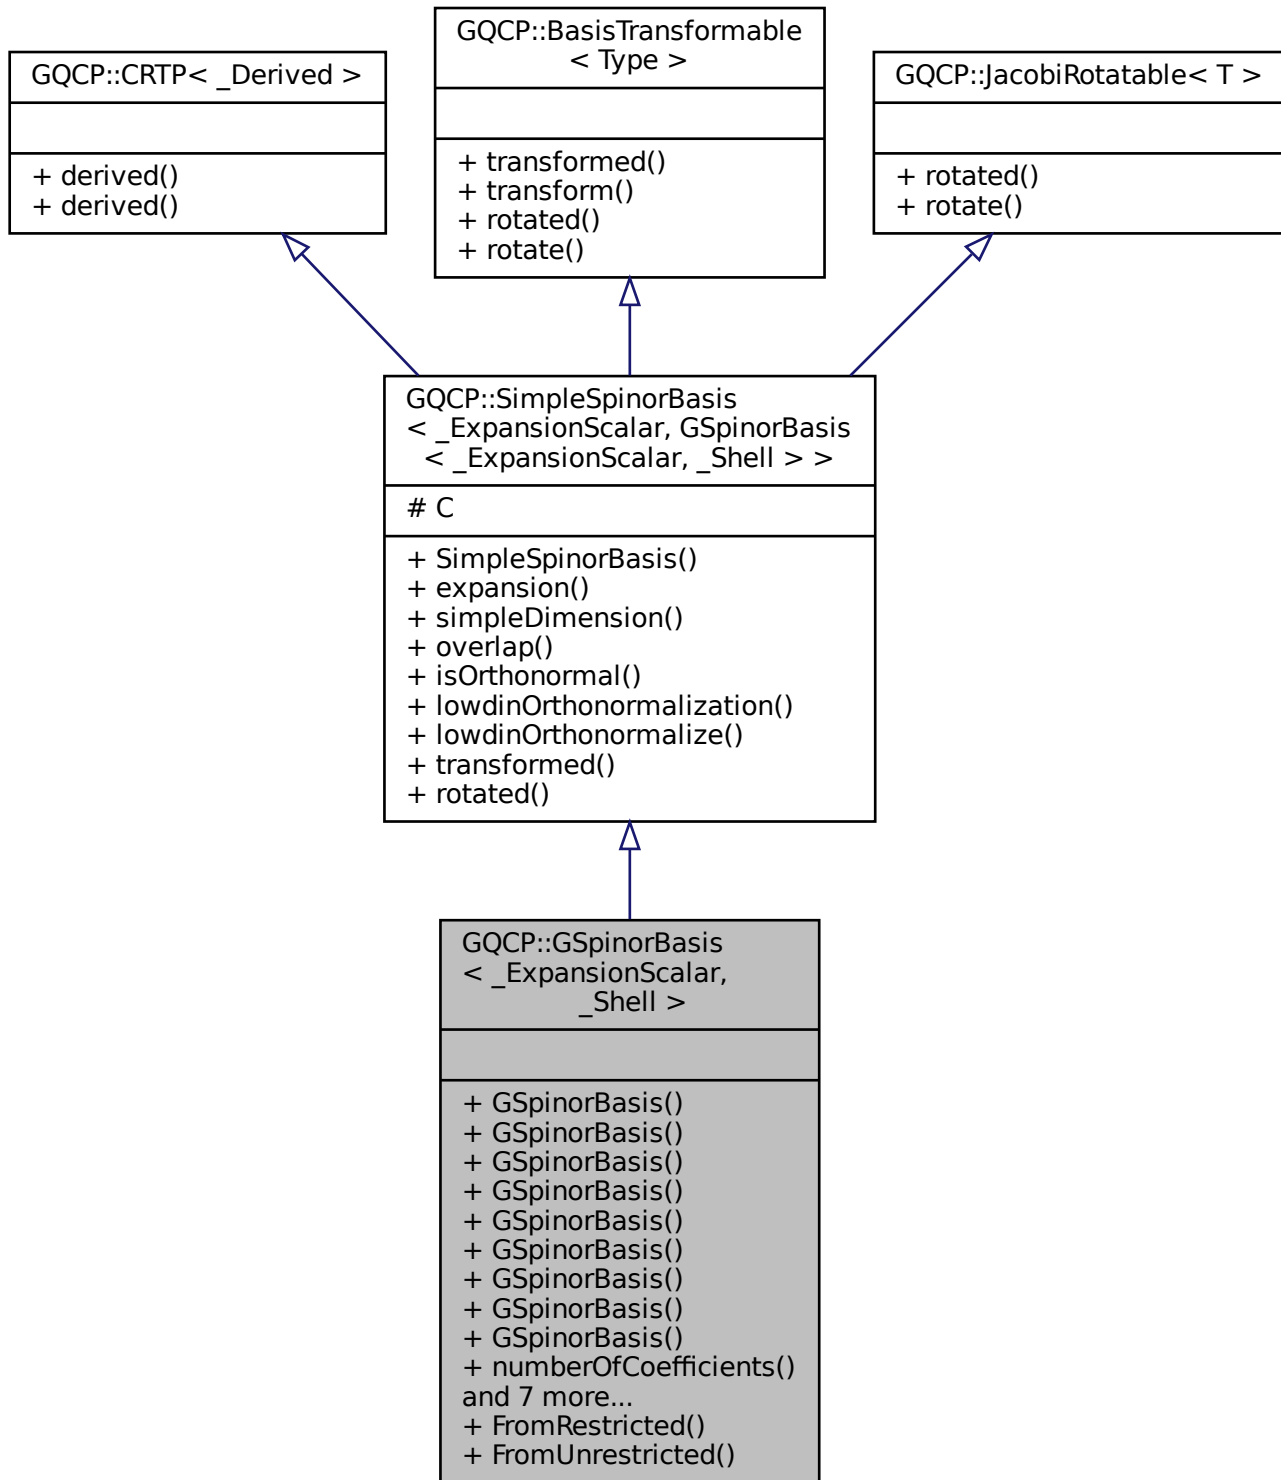 GQCP::CRTP< _Derived >
+ derived()
+ derived()
GQCP::BasisTransformable
< Type >
+ transformed()
+ transform()
+ rotated()
+ rotate()
GQCP::JacobiRotatable< T >
+ rotated()
+ rotate()
GQCP::SimpleSpinorBasis
< _ExpansionScalar, GSpinorBasis
< _ExpansionScalar, _Shell > >
# C
+ SimpleSpinorBasis()
+ expansion()
+ simpleDimension()
+ overlap()
+ isOrthonormal()
+ lowdinOrthonormalization()
+ lowdinOrthonormalize()
+ transformed()
+ rotated()
GQCP::GSpinorBasis
< _ExpansionScalar,
_Shell >
+ GSpinorBasis()
+ GSpinorBasis()
+ GSpinorBasis()
+ GSpinorBasis()
+ GSpinorBasis()
+ GSpinorBasis()
+ GSpinorBasis()
+ GSpinorBasis()
+ GSpinorBasis()
+ numberOfCoefficients()
and 7 more...
+ FromRestricted()
+ FromUnrestricted()